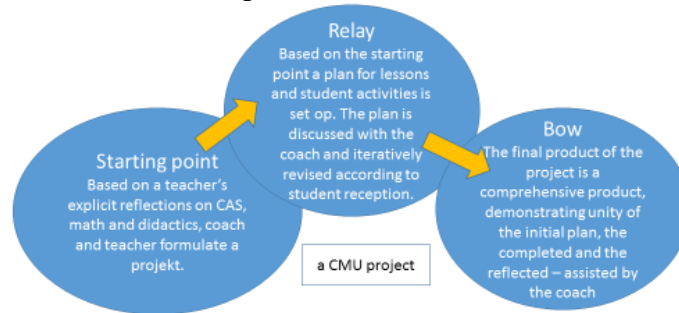 Starting point
Based on a teacher's
explicit reflections on CAS,
math and didactics, coach
and teacher formulate a
projekt.
Relay
Based on the starting
point a plan for lessons
and student activities is
set op. The plan is
discussed with the
coach and iteratively
revised according to
student reception.
Bow
The final product of the
project is a
comprehensive product,
demonstrating unity of
the initial plan, the
completed and the
reflected – assisted by
the coach
a CMU project